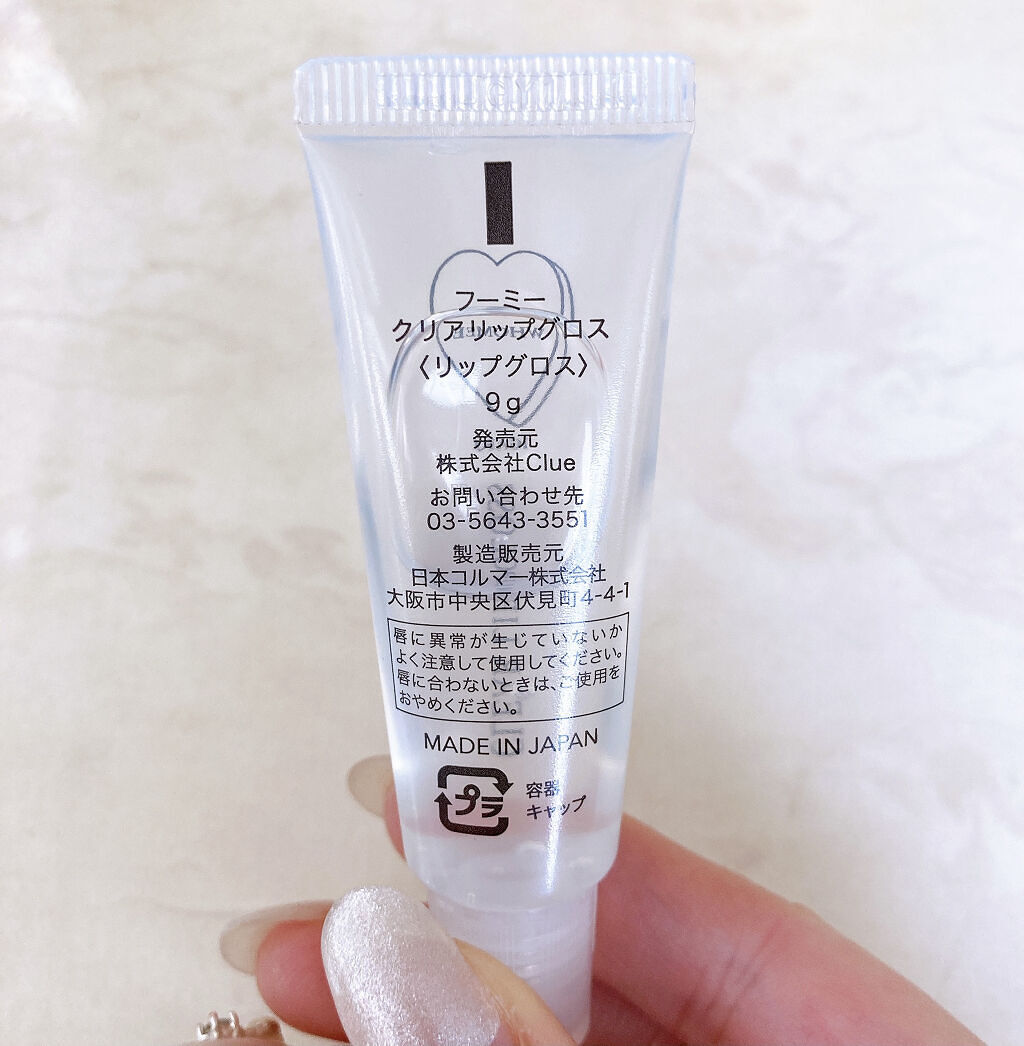 フーミー
クリアリップグロス
〈リップグロス〉
9g
発売元
株式会社Clue
お問い合わせ先
03-5643-3551
製造販売元
日本コルマー株式会社
大阪市中央区伏見町4-4-1
唇に異常が生じていないか
よく注意して使用してください。
唇に合わないときは、ご使用を
おやめください。
MADE IN JAPAN
プラ
容器
キャップ